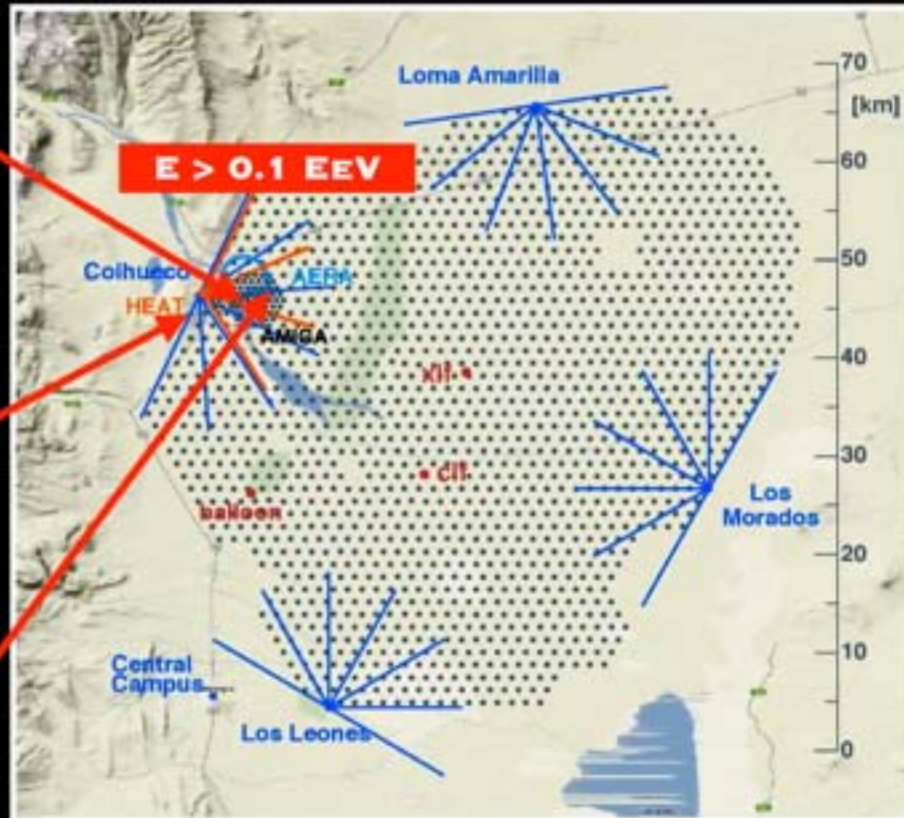 Loma Amarilla
70
[km]
E > 0.1 EEV
60
Coihueco
AERA
50
HEAT
AMIGA
40
Xlf
30
Clf
balloon
Los
Morados
20
Central
Campus
10
Los Leones
0